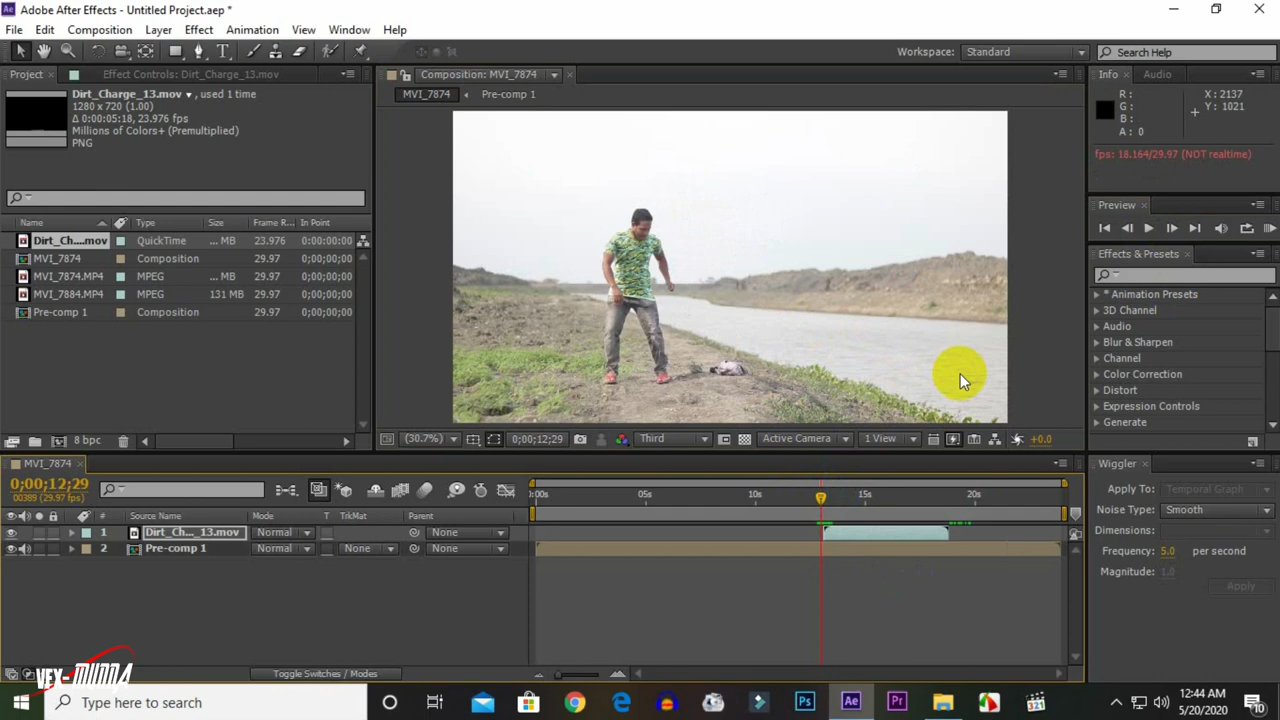 Adobe After Effects - Untitled Project.aep *
File Edit Composition Layer Effect Animation View Window Help
Workspace: Standard Search Help
Project Effect Controls: Dirt_Charge_13.mov
Composition: MVI_7874
Info Audio
Dirt_Charge_13.mov ▾, used 1 time
1280 x 720 (1.00)
Δ 0:00:05:18, 23.976 fps
Millions of Colors+ (Premultiplied)
PNG
MVI_7874 Pre-comp 1
R :
G :
B :
A : 0
X : 2137
Y : 1021
fps: 18.164/29.97 (NOT realtime)
Preview
Effects & Presets
* Animation Presets
3D Channel
Audio
Blur & Sharpen
Channel
Color Correction
Distort
Expression Controls
Generate
Name Type Size Frame R... In Point
Dirt_Ch....mov QuickTime ... MB 23.976 0:00:00:00
MVI_7874 Composition 29.97 0;00;00;00
MVI_7874.MP4 MPEG ... MB 29.97 0;00;00;00
MVI_7884.MP4 MPEG 131 MB 29.97 0;00;00;00
Pre-comp 1 Composition 29.97 0;00;00;00
8 bpc
(30.7%) 0;00;12;29 Third Active Camera 1 View +0.0
MVI_7874
0;00;12;29
00389 (29.97 fps)
0:00s 05s 10s 15s 20s
# Source Name Mode T TrkMat Parent
1 Dirt_Ch..._13.mov Normal None
2 Pre-comp 1 Normal None None
Toggle Switches / Modes
Wiggler
Apply To: Temporal Graph
Noise Type: Smooth
Dimensions:
Frequency: 5.0 per second
Magnitude: 1.0
Apply
VFX-MUNNA
Type here to search
Ps Ae Pr 321
12:44 AM
5/20/2020
10